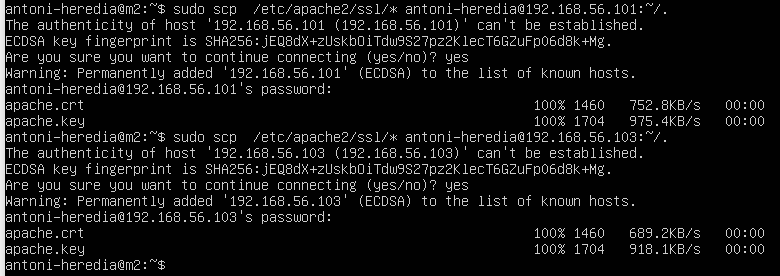 antoni-heredia@m2:~$ sudo scp  /etc/apache2/ssl/* antoni-heredia@192.168.56.101:~/.
The authenticity of host '192.168.56.101 (192.168.56.101)' can't be established.
ECDSA key fingerprint is SHA256:jEQ8dX+zUskbOiTdw9S27pz2KlecT6GZuFpO6d8k+Mg.
Are you sure you want to continue connecting (yes/no)? yes
Warning: Permanently added '192.168.56.101' (ECDSA) to the list of known hosts.
antoni-heredia@192.168.56.101's password:
apache.crt 100% 1460 752.8KB/s 00:00
apache.key 100% 1704 975.4KB/s 00:00
antoni-heredia@m2:~$ sudo scp  /etc/apache2/ssl/* antoni-heredia@192.168.56.103:~/.
The authenticity of host '192.168.56.103 (192.168.56.103)' can't be established.
ECDSA key fingerprint is SHA256:jEQ8dX+zUskbOiTdw9S27pz2KlecT6GZuFpO6d8k+Mg.
Are you sure you want to continue connecting (yes/no)? yes
Warning: Permanently added '192.168.56.103' (ECDSA) to the list of known hosts.
antoni-heredia@192.168.56.103's password:
apache.crt 100% 1460 689.2KB/s 00:00
apache.key 100% 1704 918.1KB/s 00:00
antoni-heredia@m2:~$